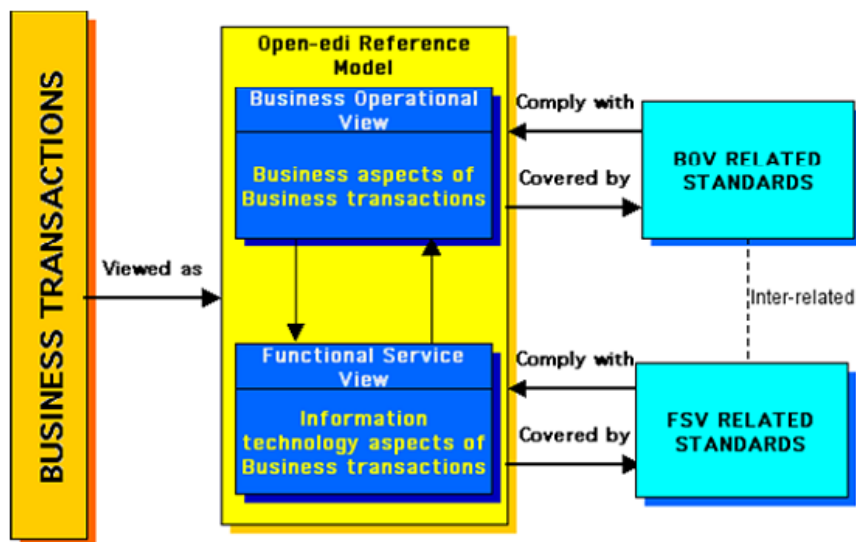 BUSINESS TRANSACTIONS
Viewed as
Open-edi Reference
Model
Business Operational
View
Business aspects of
Business transactions
Functional Service
View
Information
technology aspects of
Business transactions
Comply with
Covered by
BOV RELATED
STANDARDS
Inter-related
Comply with
Covered by
FSV RELATED
STANDARDS